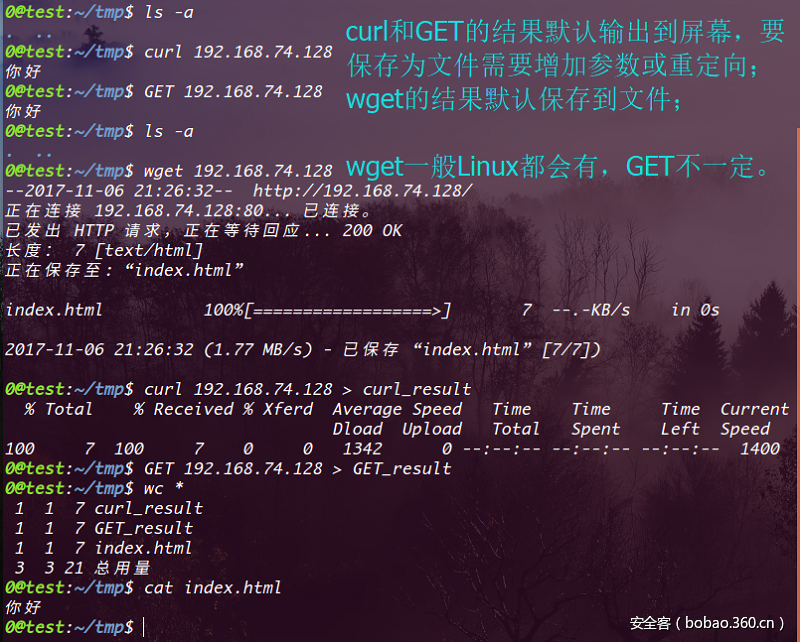 0@test:~/tmp$ ls -a
.  ..
0@test:~/tmp$ curl 192.168.74.128
你好
0@test:~/tmp$ GET 192.168.74.128
你好
0@test:~/tmp$ ls -a
.  ..
0@test:~/tmp$ wget 192.168.74.128
--2017-11-06 21:26:32--  http://192.168.74.128/
正在连接 192.168.74.128:80... 已连接。
已发出 HTTP 请求，正在等待回应... 200 OK
长度： 7 [text/html]
正在保存至: “index.html”
index.html 100%[==================>] 7 --.-KB/s in 0s
2017-11-06 21:26:32 (1.77 MB/s) - 已保存 “index.html” [7/7])
0@test:~/tmp$ curl 192.168.74.128 > curl_result
% Total % Received % Xferd Average Speed Time Time Time Current
Dload Upload Total Spent Left Speed
100 7 100 7 0 0 1342 0 --:--:-- --:--:-- --:--:-- 1400
0@test:~/tmp$ GET 192.168.74.128 > GET_result
0@test:~/tmp$ wc *
1 1 7 curl_result
1 1 7 GET_result
1 1 7 index.html
3 3 21 总用量
0@test:~/tmp$ cat index.html
你好
0@test:~/tmp$
curl和GET的结果默认输出到屏幕，要
保存为文件需要增加参数或重定向；
wget的结果默认保存到文件；
wget一般Linux都会有，GET不一定。
安全客（bobao.360.cn）